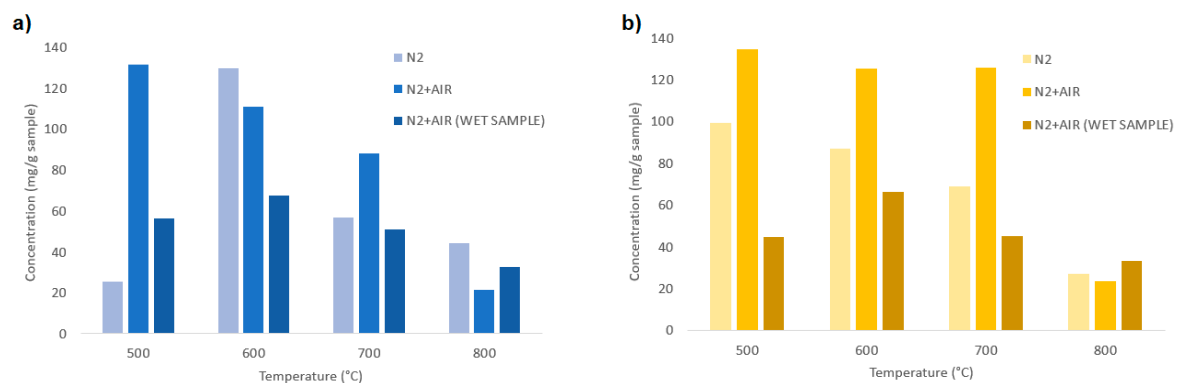 a)
140
120
100
80
60
40
20
0
Concentration (mg/g sample)
500 600 700 800
Temperature (°C)
N2
N2+AIR
N2+AIR (WET SAMPLE)
b)
140
120
100
80
60
40
20
0
Concentration (mg/g sample)
500 600 700 800
Temperature (°C)
N2
N2+AIR
N2+AIR (WET SAMPLE)